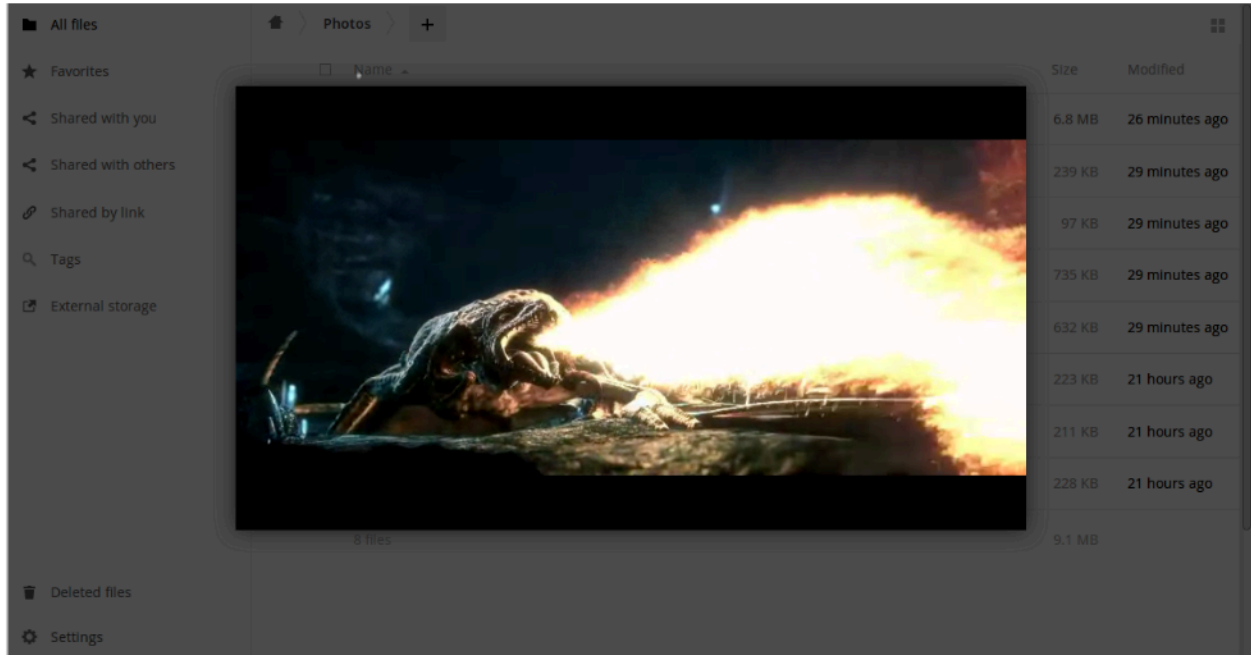 All files
Photos
+
Favorites
Name
Size
Modified
Shared with you
6.8 MB
26 minutes ago
Shared with others
239 KB
29 minutes ago
Shared by link
97 KB
29 minutes ago
Tags
735 KB
29 minutes ago
External storage
632 KB
29 minutes ago
223 KB
21 hours ago
211 KB
21 hours ago
228 KB
21 hours ago
8 files
9.1 MB
Deleted files
Settings